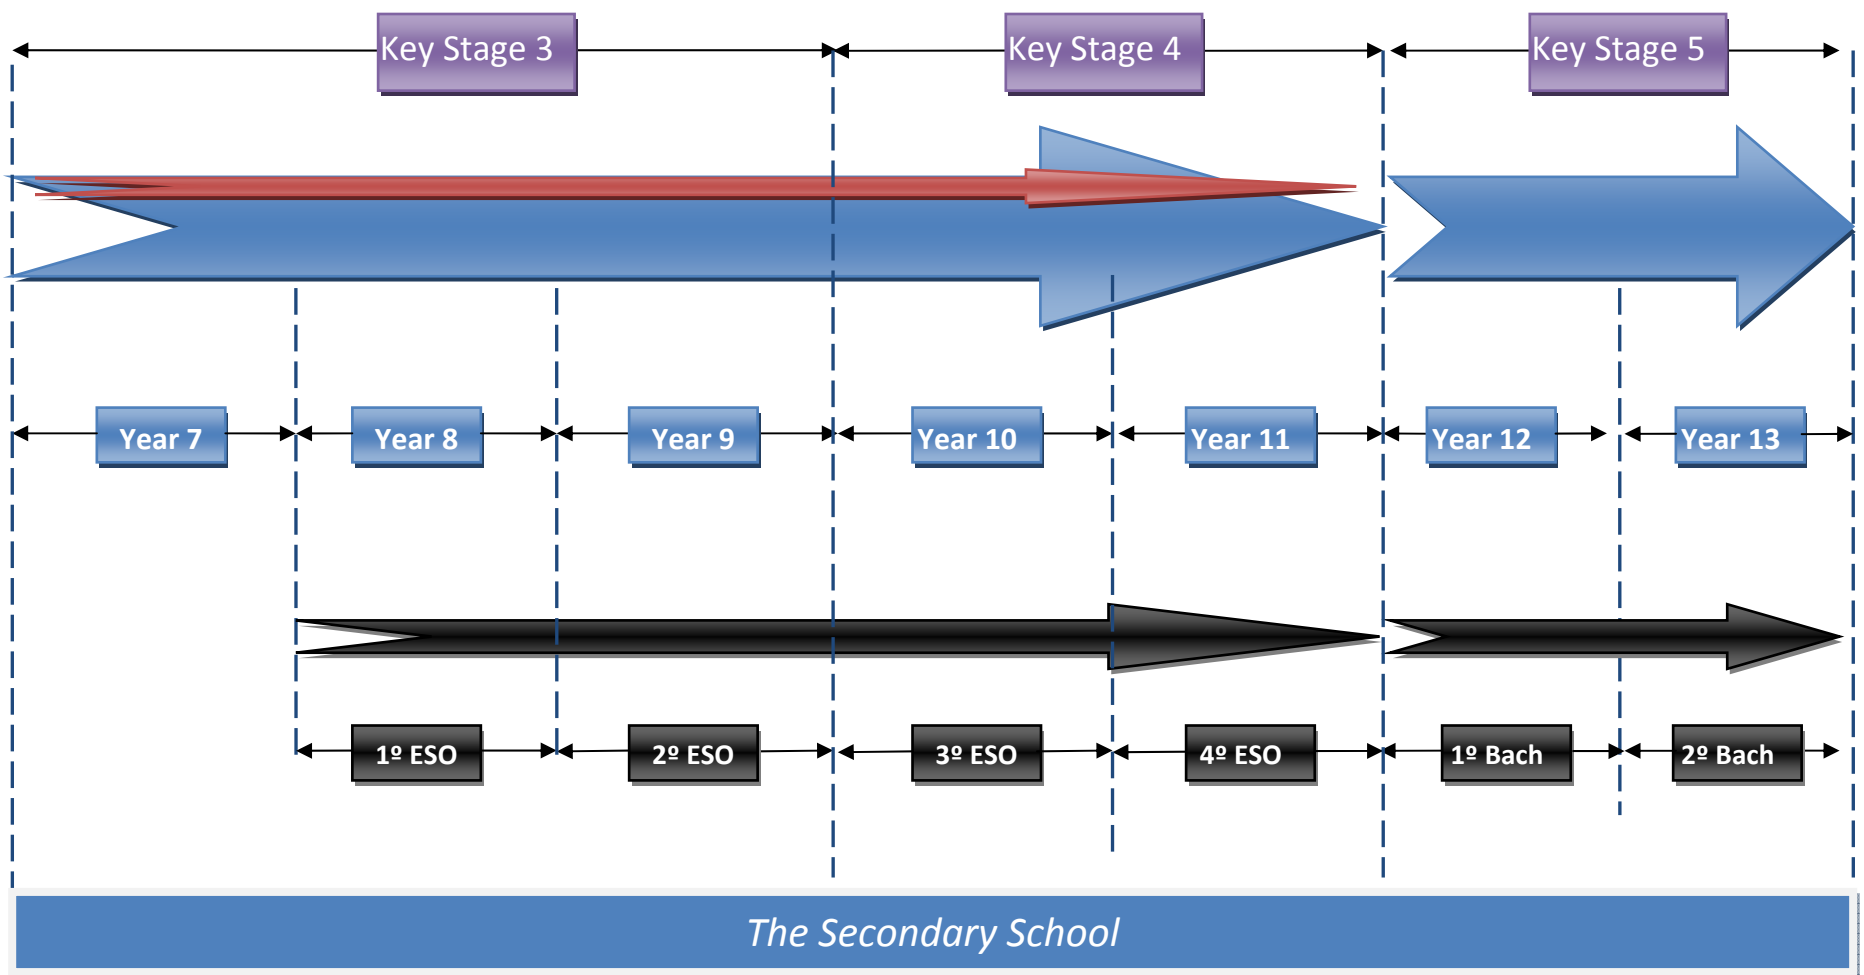 Key Stage 3
Key Stage 4
Key Stage 5
Year 7
Year 8
Year 9
Year 10
Year 11
Year 12
Year 13
1º ESO
2º ESO
3º ESO
4º ESO
1º Bach
2º Bach
The Secondary School